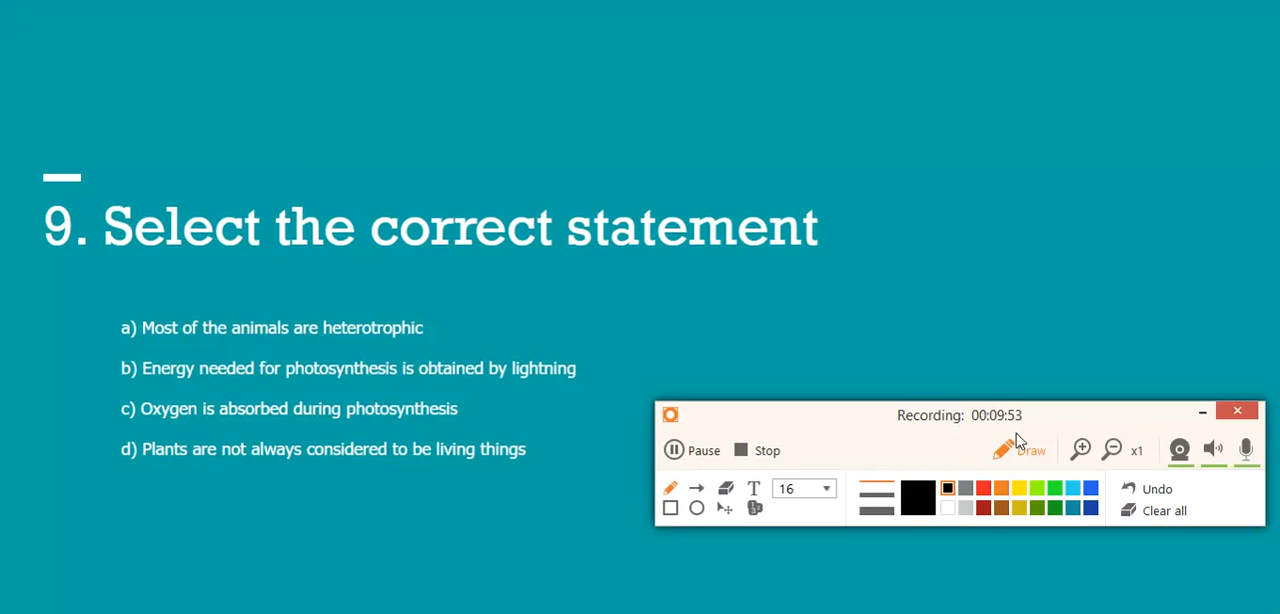 9. Select the correct statement
a) Most of the animals are heterotrophic
b) Energy needed for photosynthesis is obtained by lightning
c) Oxygen is absorbed during photosynthesis
d) Plants are not always considered to be living things
Recording: 00:09:53
Pause Stop Draw x1
T 16 Undo
Clear all